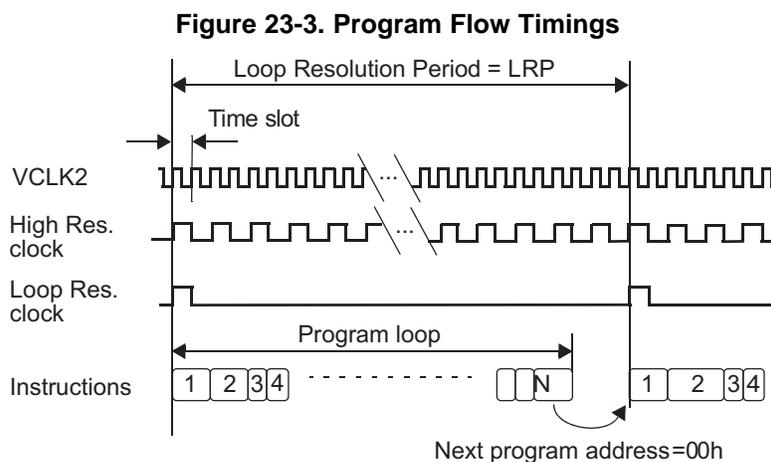 Figure 23-3. Program Flow Timings
Loop Resolution Period = LRP
Time slot
VCLK2
...
High Res.
clock
...
Loop Res.
clock
Program loop
Instructions
1 2 3 4 N 1 2 3 4
Next program address=00h